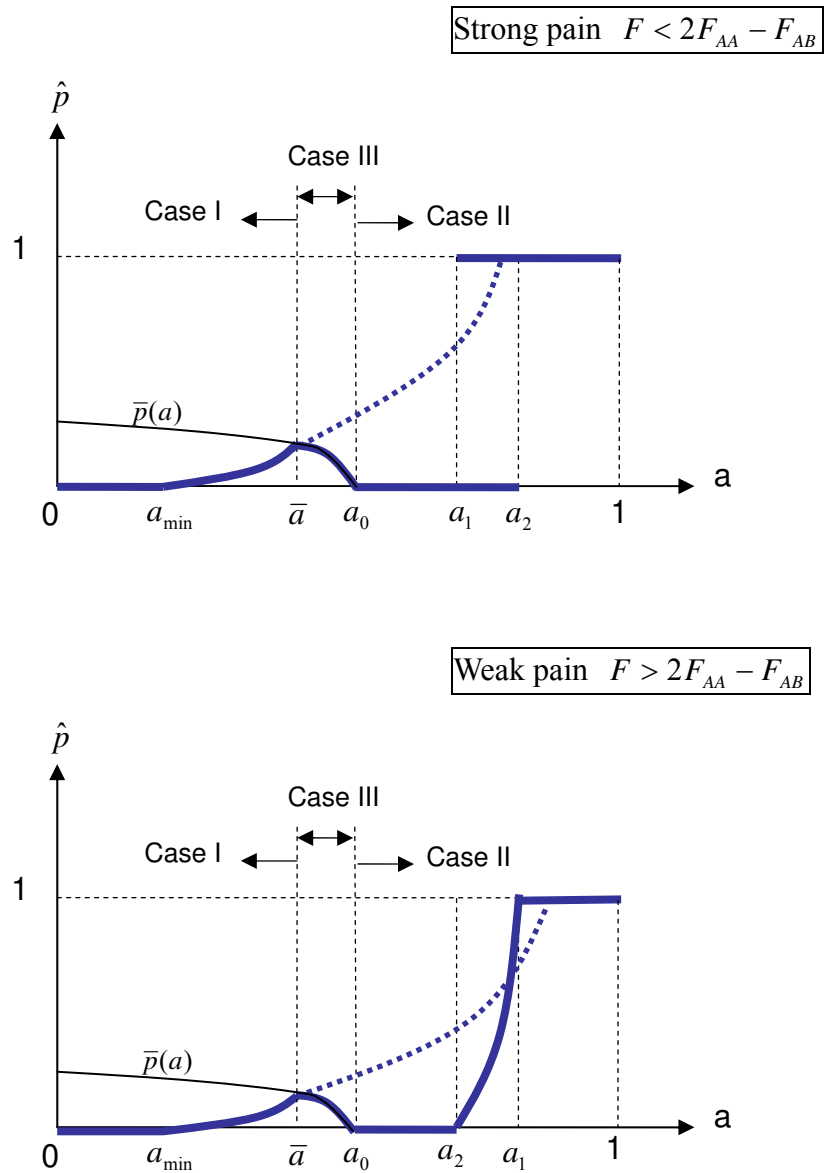 Strong pain F < 2F_AA − F_AB
p̂
Case III
Case I
Case II
1
p̄(a)
0
a_min
ā
a_0
a_1
a_2
1
a
Weak pain F > 2F_AA − F_AB
p̂
Case III
Case I
Case II
1
p̄(a)
0
a_min
ā
a_0
a_2
a_1
1
a